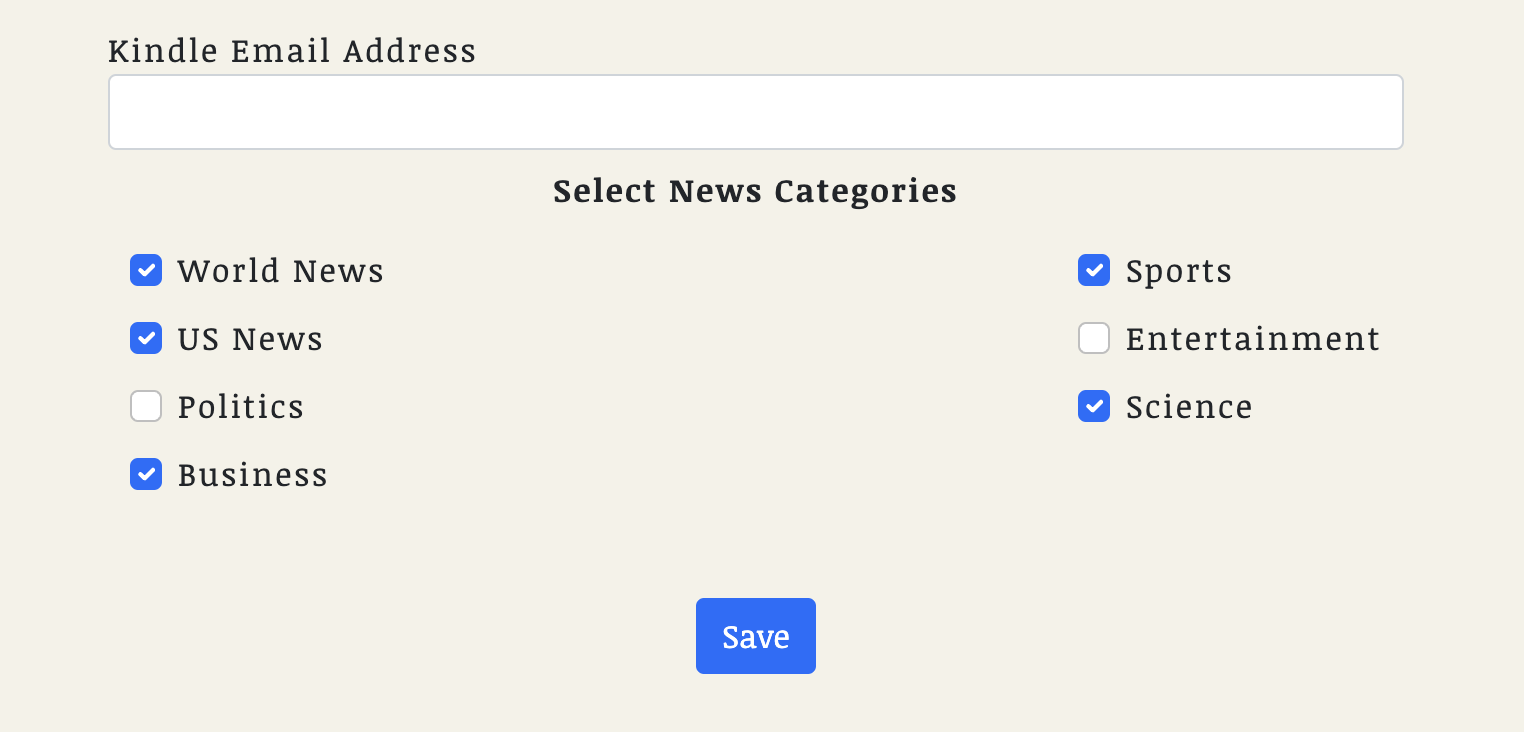 Kindle Email Address
Select News Categories
World News
US News
Politics
Business
Sports
Entertainment
Science
Save